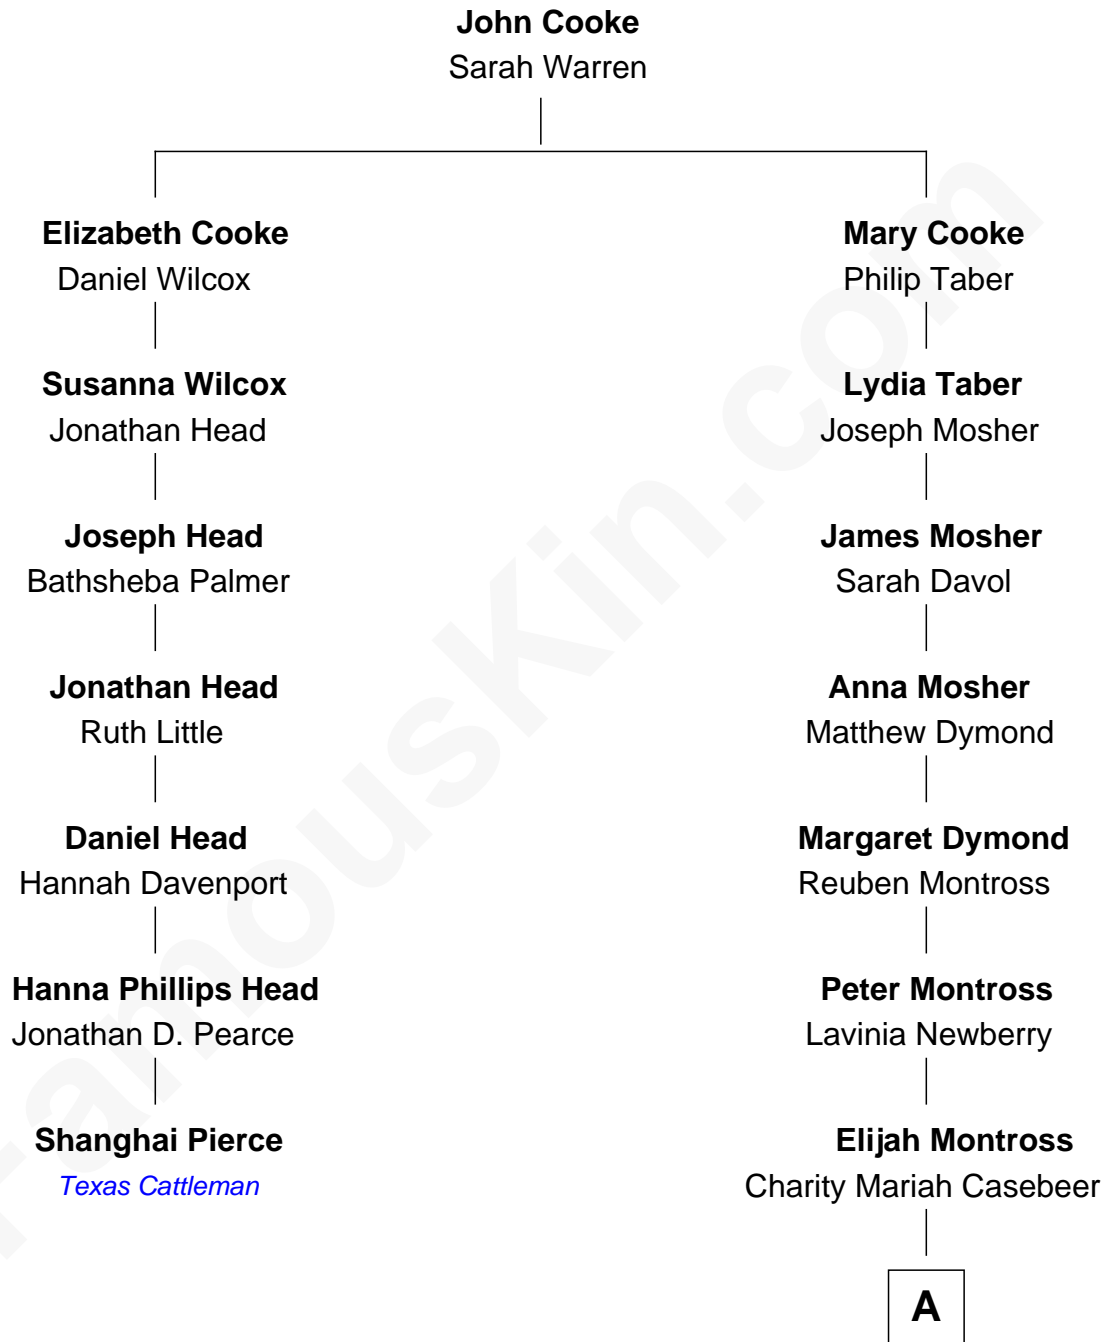 John Cooke
Sarah Warren
Elizabeth Cooke
Daniel Wilcox
Mary Cooke
Philip Taber
Susanna Wilcox
Jonathan Head
Lydia Taber
Joseph Mosher
Joseph Head
Bathsheba Palmer
James Mosher
Sarah Davol
Jonathan Head
Ruth Little
Anna Mosher
Matthew Dymond
Daniel Head
Hannah Davenport
Margaret Dymond
Reuben Montross
Hanna Phillips Head
Jonathan D. Pearce
Peter Montross
Lavinia Newberry
Shanghai Pierce
Texas Cattleman
Elijah Montross
Charity Mariah Casebeer
A
FamousKin.com